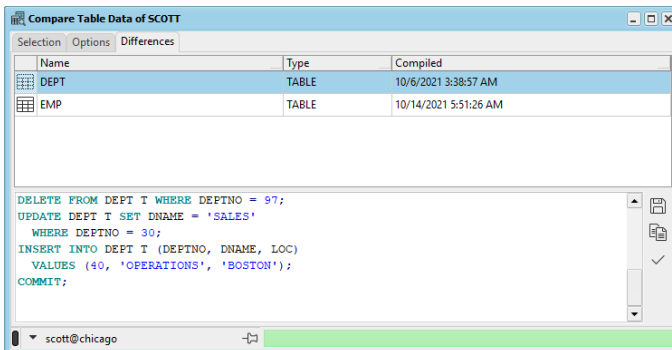 Compare Table Data of SCOTT
Selection Options Differences
Name Type Compiled
DEPT TABLE 10/6/2021 3:38:57 AM
EMP TABLE 10/14/2021 5:51:26 AM
DELETE FROM DEPT T WHERE DEPTNO = 97;
UPDATE DEPT T SET DNAME = 'SALES'
WHERE DEPTNO = 30;
INSERT INTO DEPT T (DEPTNO, DNAME, LOC)
VALUES (40, 'OPERATIONS', 'BOSTON');
COMMIT;
scott@chicago